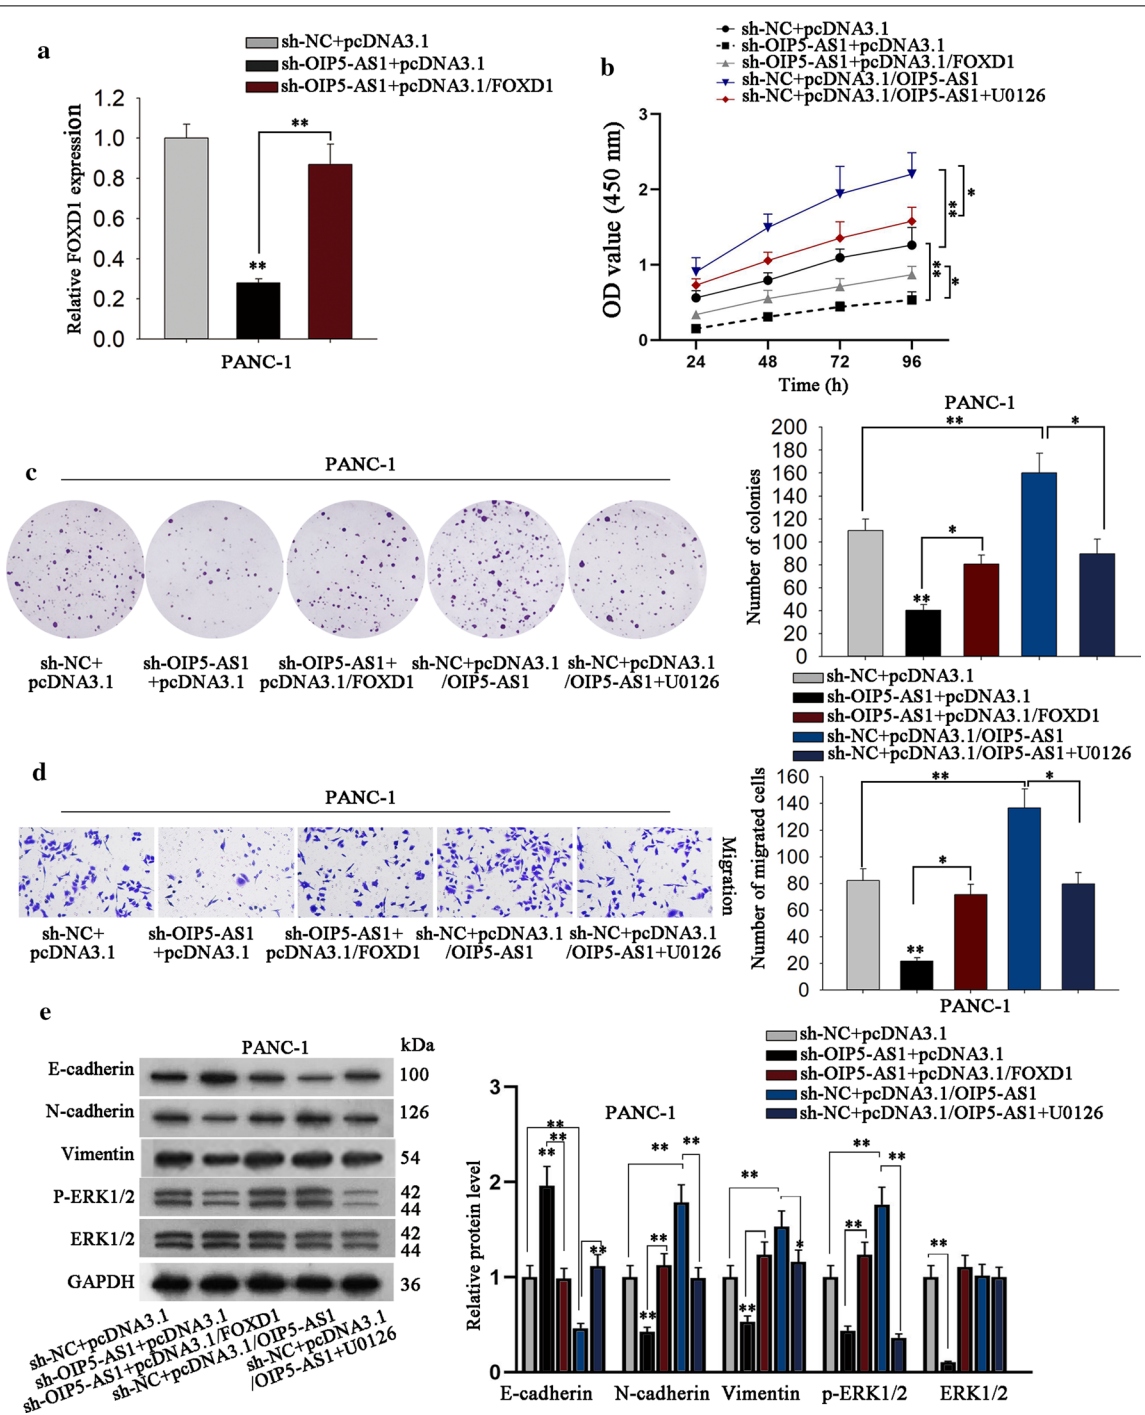 a
sh-NC+pcDNA3.1
sh-OIP5-AS1+pcDNA3.1
sh-OIP5-AS1+pcDNA3.1/FOXD1
Relative FOXD1 expression
1.2
1.0
0.8
0.6
0.4
0.2
0.0
**
**
PANC-1
b
sh-NC+pcDNA3.1
sh-OIP5-AS1+pcDNA3.1
sh-OIP5-AS1+pcDNA3.1/FOXD1
sh-NC+pcDNA3.1/OIP5-AS1
sh-NC+pcDNA3.1/OIP5-AS1+U0126
OD value (450 nm)
3
2
1
0
24 48 72 96
Time (h)
**
*
**
*
c
PANC-1
sh-NC+
pcDNA3.1
sh-OIP5-AS1
+pcDNA3.1
sh-OIP5-AS1+
pcDNA3.1/FOXD1
sh-NC+pcDNA3.1
/OIP5-AS1
sh-NC+pcDNA3.1
/OIP5-AS1+U0126
PANC-1
Number of colonies
200
180
160
140
120
100
80
60
40
20
0
**
*
*
**
sh-NC+pcDNA3.1
sh-OIP5-AS1+pcDNA3.1
sh-OIP5-AS1+pcDNA3.1/FOXD1
sh-NC+pcDNA3.1/OIP5-AS1
sh-NC+pcDNA3.1/OIP5-AS1+U0126
d
PANC-1
Migration
sh-NC+
pcDNA3.1
sh-OIP5-AS1
+pcDNA3.1
sh-OIP5-AS1+
pcDNA3.1/FOXD1
sh-NC+pcDNA3.1
/OIP5-AS1
sh-NC+pcDNA3.1
/OIP5-AS1+U0126
Number of migrated cells
160
140
120
100
80
60
40
20
0
**
*
*
**
PANC-1
e
PANC-1
kDa
E-cadherin
100
N-cadherin
126
Vimentin
54
P-ERK1/2
42
44
ERK1/2
42
44
GAPDH
36
sh-NC+pcDNA3.1
sh-OIP5-AS1+pcDNA3.1
sh-OIP5-AS1+pcDNA3.1/FOXD1
sh-NC+pcDNA3.1/OIP5-AS1
sh-NC+pcDNA3.1
/OIP5-AS1+U0126
sh-NC+pcDNA3.1
sh-OIP5-AS1+pcDNA3.1
sh-OIP5-AS1+pcDNA3.1/FOXD1
sh-NC+pcDNA3.1/OIP5-AS1
sh-NC+pcDNA3.1/OIP5-AS1+U0126
PANC-1
Relative protein level
3
2
1
0
**
**
**
**
**
**
**
**
**
**
*
**
**
**
**
**
E-cadherin N-cadherin Vimentin p-ERK1/2 ERK1/2